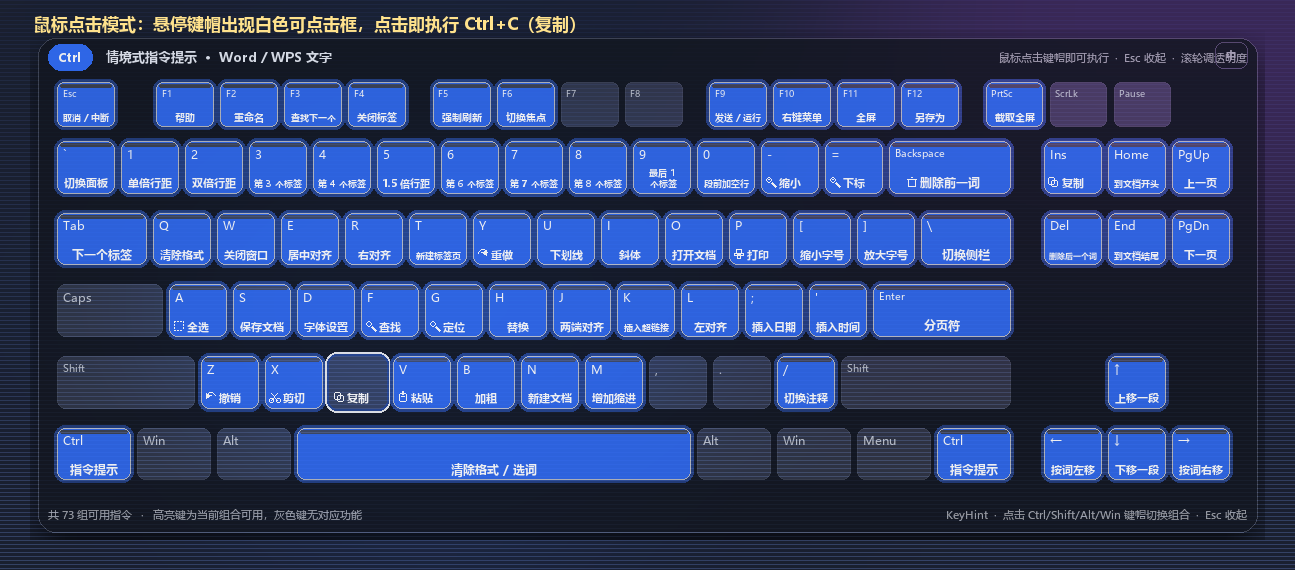 鼠标点击模式：悬停键帽出现白色可点击框，点击即执行 Ctrl+C（复制）
Ctrl 情境式指令提示 • Word / WPS 文字 鼠标点击键帽即可执行 · Esc 收起 · 滚轮调透明度 中
Esc F1 F2 F3 F4 F5 F6 F7 F8 F9 F10 F11 F12 PrtSc ScrLk Pause
取消 / 中断 帮助 重命名 查找下一个 关闭标签 强制刷新 切换焦点 发送 / 运行 右键菜单 全屏 另存为 截取全屏
` 1 2 3 4 5 6 7 8 9 0 - = Backspace Ins Home PgUp
切换面板 单倍行距 双倍行距 第 3 个标签 第 4 个标签 1.5 倍行距 第 6 个标签 第 7 个标签 第 8 个标签 最后 1 个标签 段前加空行 缩小 下标 删除前一词 复制 到文档开头 上一页
Tab Q W E R T Y U I O P [ ] \ Del End PgDn
下一个标签 清除格式 关闭窗口 居中对齐 右对齐 新建标签页 重做 下划线 斜体 打开文档 打印 缩小字号 放大字号 切换侧栏 删除后一个词 到文档结尾 下一页
Caps A S D F G H J K L ; ' Enter
全选 保存文档 字体设置 查找 定位 替换 两端对齐 插入超链接 左对齐 插入日期 插入时间 分页符
Shift Z X V B N M , . / Shift ↑
撤销 剪切 复制 粘贴 加粗 新建文档 增加缩进 切换注释 上移一段
Ctrl Win Alt Alt Win Menu Ctrl ← ↓ →
指令提示 清除格式 / 选词 指令提示 按词左移 下移一段 按词右移
共 73 组可用指令 · 高亮键为当前组合可用，灰色键无对应功能 KeyHint · 点击 Ctrl/Shift/Alt/Win 键帽切换组合 · Esc 收起